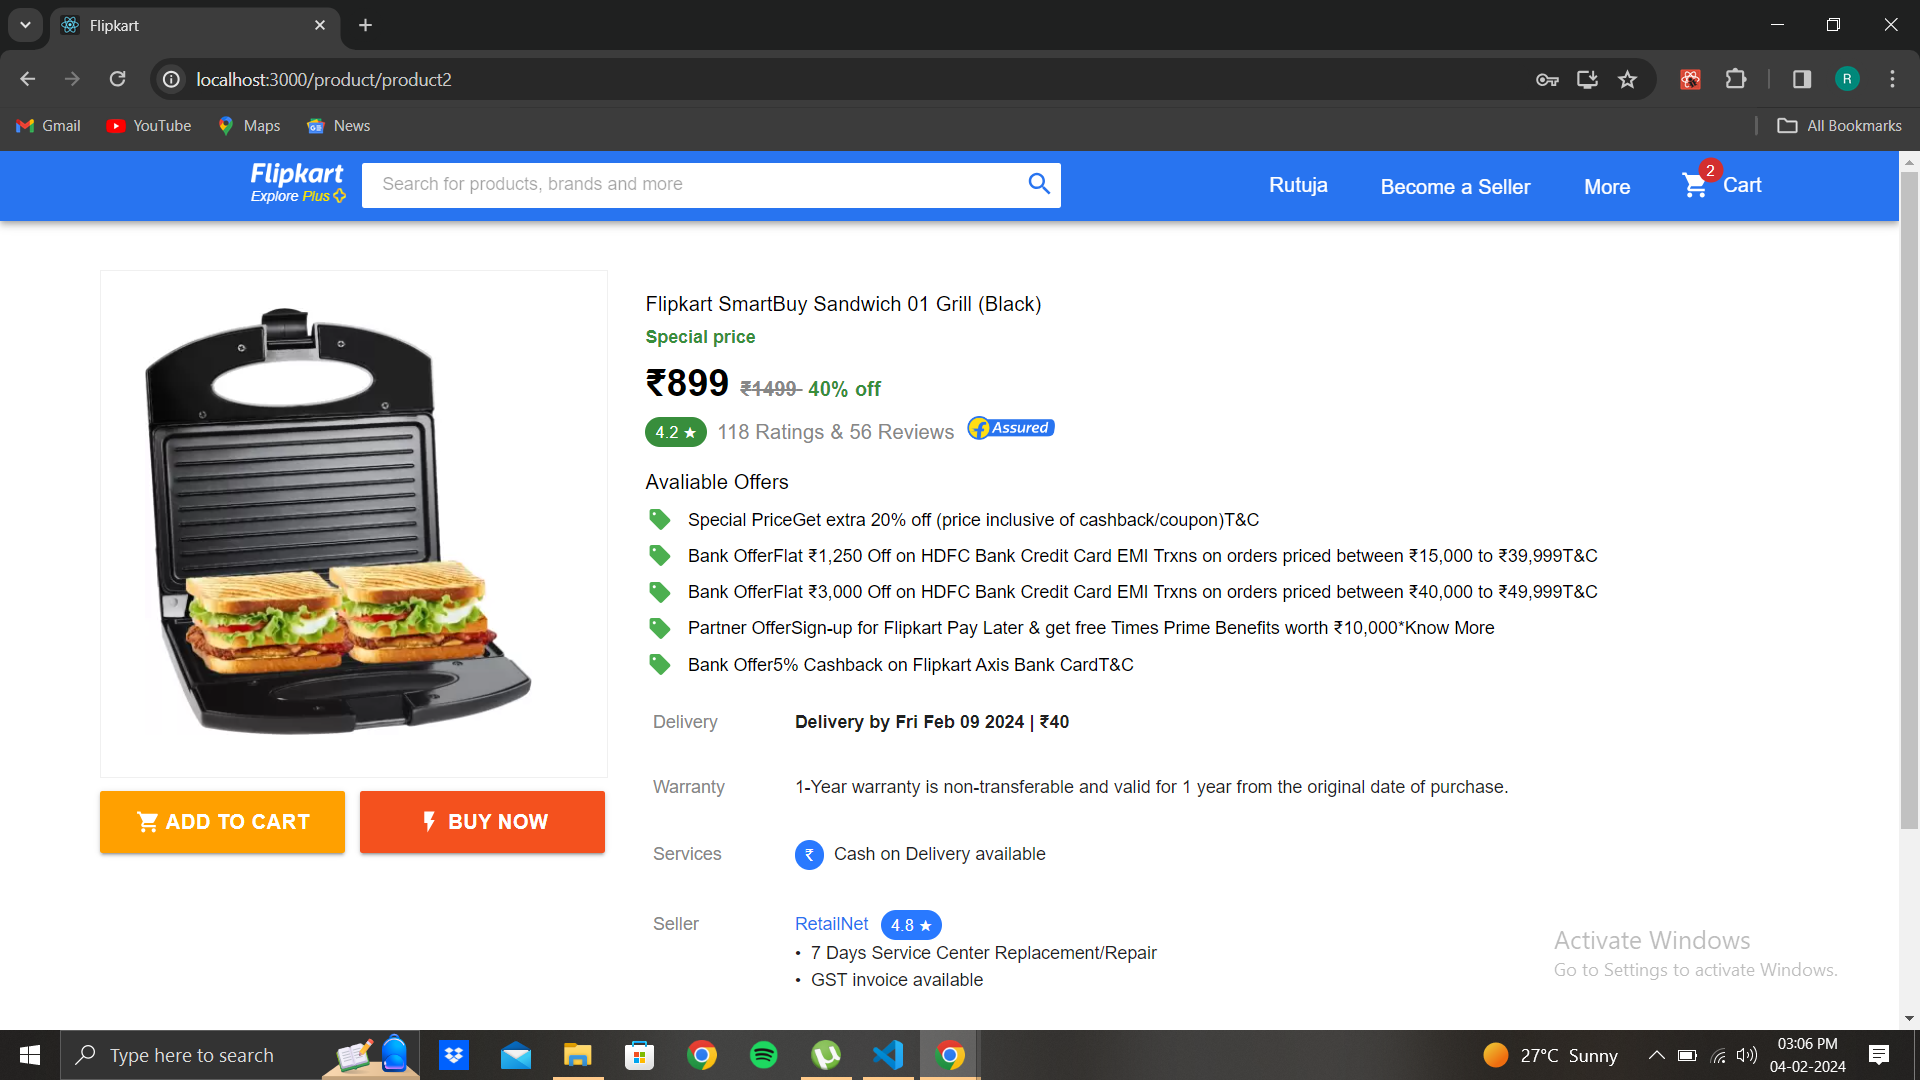 Flipkart
localhost:3000/product/product2
R
Gmail
YouTube
Maps
News
All Bookmarks
Flipkart
Explore Plus
Search for products, brands and more
Rutuja
Become a Seller
More
2
Cart
Flipkart SmartBuy Sandwich 01 Grill (Black)
Special price
₹899 ₹1499 40% off
4.2 ★ 118 Ratings & 56 Reviews Assured
Avaliable Offers
Special PriceGet extra 20% off (price inclusive of cashback/coupon)T&C
Bank OfferFlat ₹1,250 Off on HDFC Bank Credit Card EMI Trxns on orders priced between ₹15,000 to ₹39,999T&C
Bank OfferFlat ₹3,000 Off on HDFC Bank Credit Card EMI Trxns on orders priced between ₹40,000 to ₹49,999T&C
Partner OfferSign-up for Flipkart Pay Later & get free Times Prime Benefits worth ₹10,000*Know More
Bank Offer5% Cashback on Flipkart Axis Bank CardT&C
Delivery Delivery by Fri Feb 09 2024 | ₹40
Warranty 1-Year warranty is non-transferable and valid for 1 year from the original date of purchase.
ADD TO CART
BUY NOW
Services ₹ Cash on Delivery available
Seller RetailNet 4.8 ★
• 7 Days Service Center Replacement/Repair
• GST invoice available
Activate Windows
Go to Settings to activate Windows.
Type here to search
27°C Sunny
03:06 PM
04-02-2024